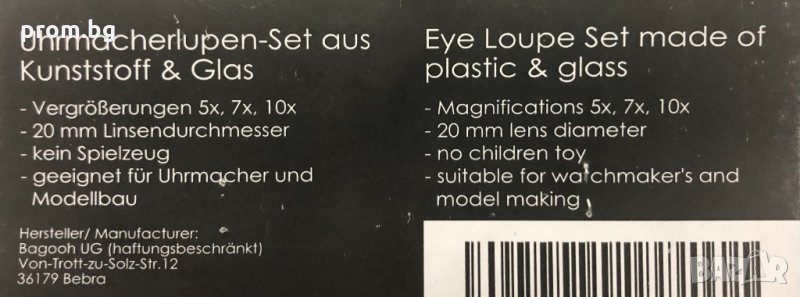 prom.bg
Uhrmacherlupen-Set aus
Kunststoff & Glas
- Vergrößerungen 5x, 7x, 10x
- 20 mm Linsendurchmesser
- kein Spielzeug
- geeignet für Uhrmacher und
Modellbau
Hersteller/ Manufacturer:
Bagooh UG (haftungsbeschränkt)
Von-Trott-zu-Solz-Str.12
36179 Bebra
Eye Loupe Set made of
plastic & glass
- Magnifications 5x, 7x, 10x
- 20 mm lens diameter
- no children toy
- suitable for watchmaker's and
model making
BAZAR